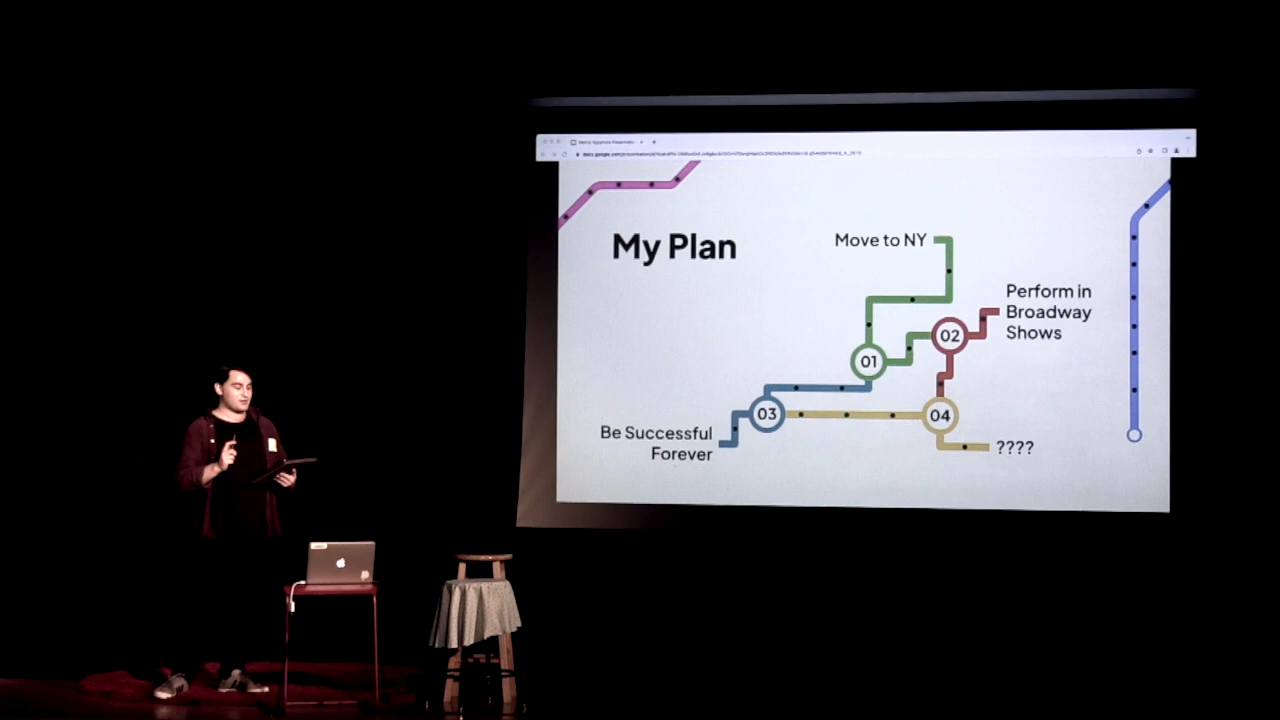 My Plan
Move to NY
Perform in
Broadway
Shows
01
02
03
04
Be Successful
Forever
????